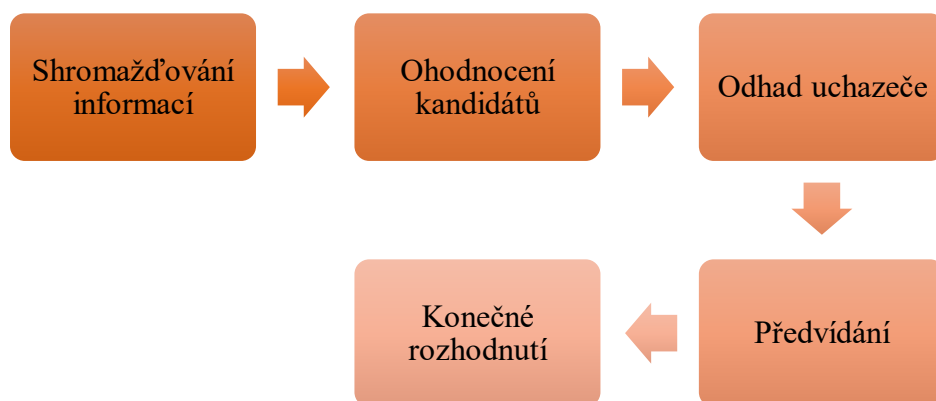 Shromažďování
informací
Ohodnocení
kandidátů
Odhad uchazeče
Předvídání
Konečné
rozhodnutí